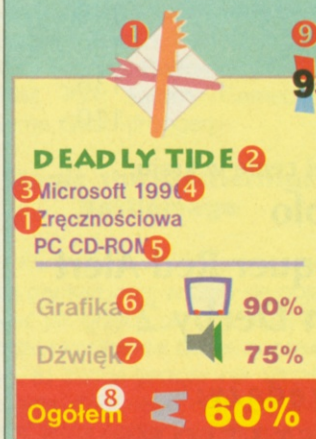 1
9
9
DEADLY TIDE 2
3 Microsoft 1996 4
1 Zręcznościowa
PC CD-ROM 5
Grafika 6 90%
Dźwięk 7 75%
8
Ogółem 60%